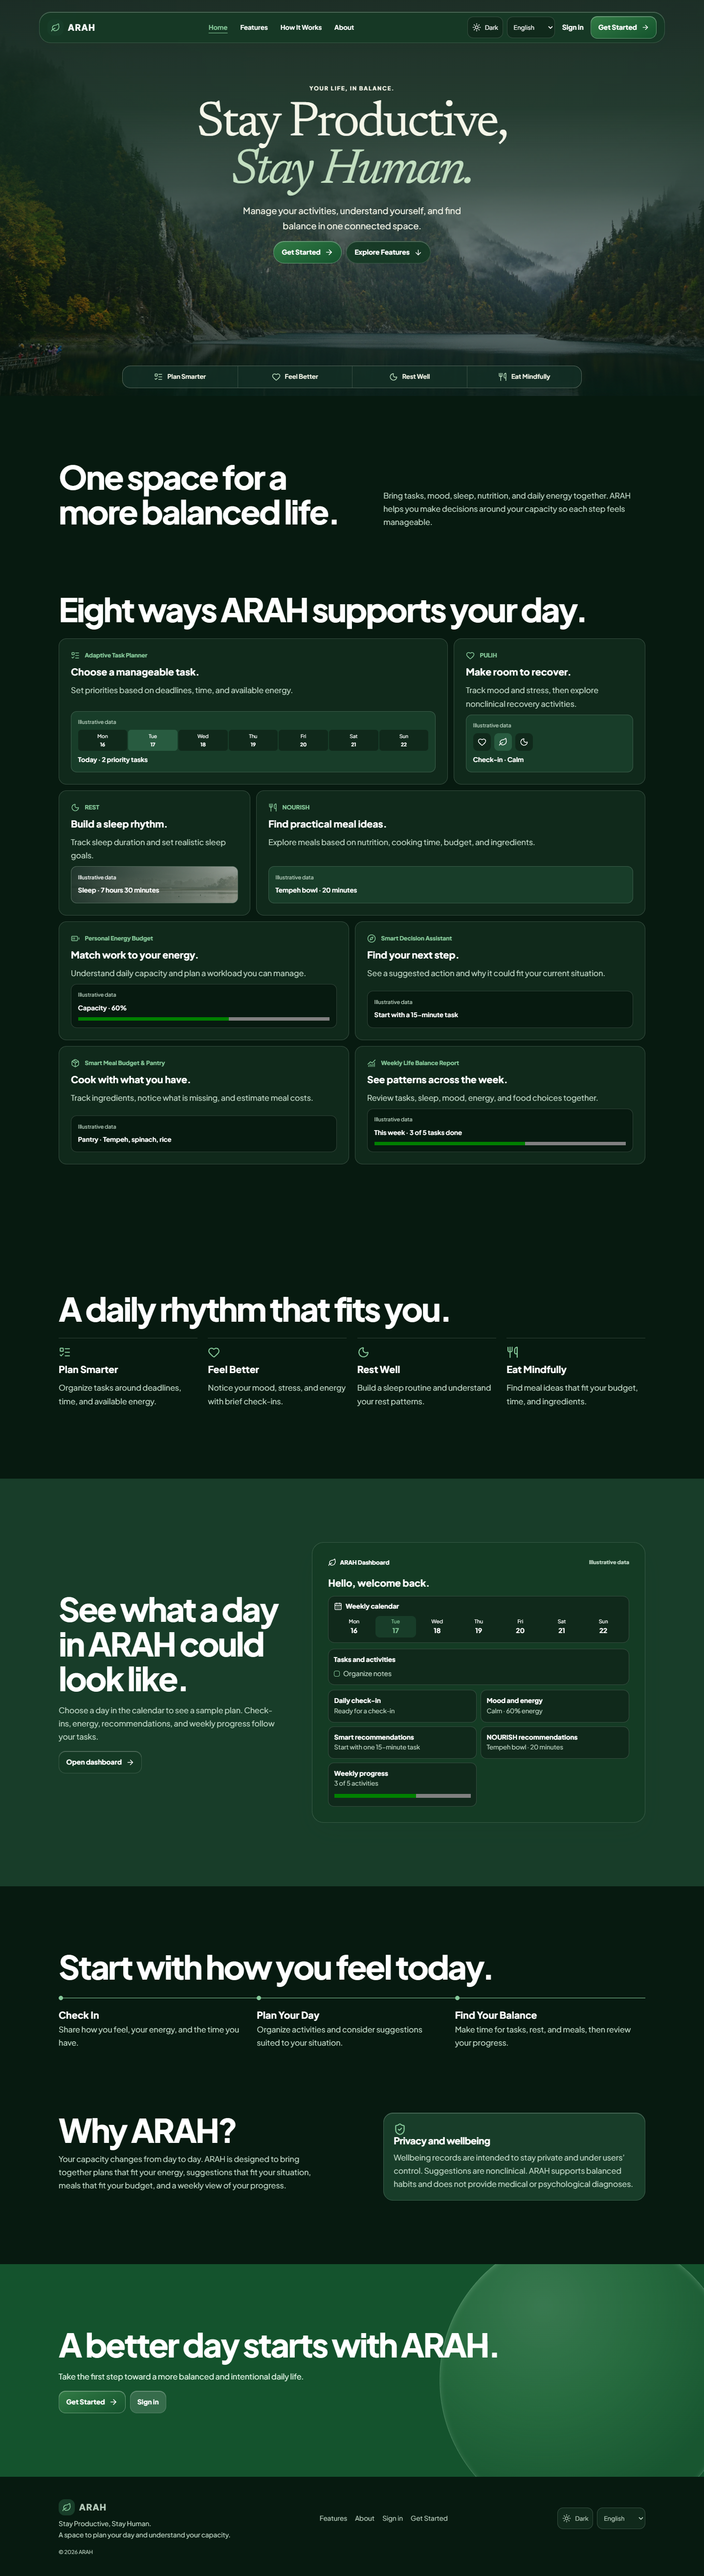 ARAH
Home Features How It Works About
Dark English Sign in Get Started
YOUR LIFE, IN BALANCE.
Stay Productive,
Stay Human.
Manage your activities, understand yourself, and find
balance in one connected space.
Get Started Explore Features
Plan Smarter Feel Better Rest Well Eat Mindfully
One space for a
more balanced life.
Bring tasks, mood, sleep, nutrition, and daily energy together. ARAH
helps you make decisions around your capacity so each step feels
manageable.
Eight ways ARAH supports your day.
Adaptive Task Planner
Choose a manageable task.
Set priorities based on deadlines, time, and available energy.
Illustrative data
Mon Tue Wed Thu Fri Sat Sun
16 17 18 19 20 21 22
Today · 2 priority tasks
PULIH
Make room to recover.
Track mood and stress, then explore
nonclinical recovery activities.
Illustrative data
Check-in · Calm
REST
Build a sleep rhythm.
Track sleep duration and set realistic sleep
goals.
Illustrative data
Sleep · 7 hours 30 minutes
NOURISH
Find practical meal ideas.
Explore meals based on nutrition, cooking time, budget, and ingredients.
Illustrative data
Tempeh bowl · 20 minutes
Personal Energy Budget
Match work to your energy.
Understand daily capacity and plan a workload you can manage.
Illustrative data
Capacity · 60%
Smart Decision Assistant
Find your next step.
See a suggested action and why it could fit your current situation.
Illustrative data
Start with a 15-minute task
Smart Meal Budget & Pantry
Cook with what you have.
Track ingredients, notice what is missing, and estimate meal costs.
Illustrative data
Pantry · Tempeh, spinach, rice
Weekly Life Balance Report
See patterns across the week.
Review tasks, sleep, mood, energy, and food choices together.
Illustrative data
This week · 3 of 5 tasks done
A daily rhythm that fits you.
Plan Smarter
Organize tasks around deadlines,
time, and available energy.
Feel Better
Notice your mood, stress, and energy
with brief check-ins.
Rest Well
Build a sleep routine and understand
your rest patterns.
Eat Mindfully
Find meal ideas that fit your budget,
time, and ingredients.
See what a day
in ARAH could
look like.
Choose a day in the calendar to see a sample plan. Check-
ins, energy, recommendations, and weekly progress follow
your tasks.
Open dashboard
ARAH Dashboard Illustrative data
Hello, welcome back.
Weekly calendar
Mon Tue Wed Thu Fri Sat Sun
16 17 18 19 20 21 22
Tasks and activities
Organize notes
Daily check-in
Ready for a check-in
Mood and energy
Calm · 60% energy
Smart recommendations
Start with one 15-minute task
NOURISH recommendations
Tempeh bowl · 20 minutes
Weekly progress
3 of 5 activities
Start with how you feel today.
Check In
Share how you feel, your energy, and the time you
have.
Plan Your Day
Organize activities and consider suggestions
suited to your situation.
Find Your Balance
Make time for tasks, rest, and meals, then review
your progress.
Why ARAH?
Your capacity changes from day to day. ARAH is designed to bring
together plans that fit your energy, suggestions that fit your situation,
meals that fit your budget, and a weekly view of your progress.
Privacy and wellbeing
Wellbeing records are intended to stay private and under users'
control. Suggestions are nonclinical. ARAH supports balanced
habits and does not provide medical or psychological diagnoses.
A better day starts with ARAH.
Take the first step toward a more balanced and intentional daily life.
Get Started Sign in
ARAH
Stay Productive, Stay Human.
A space to plan your day and understand your capacity.
© 2026 ARAH
Features About Sign in Get Started
Dark English